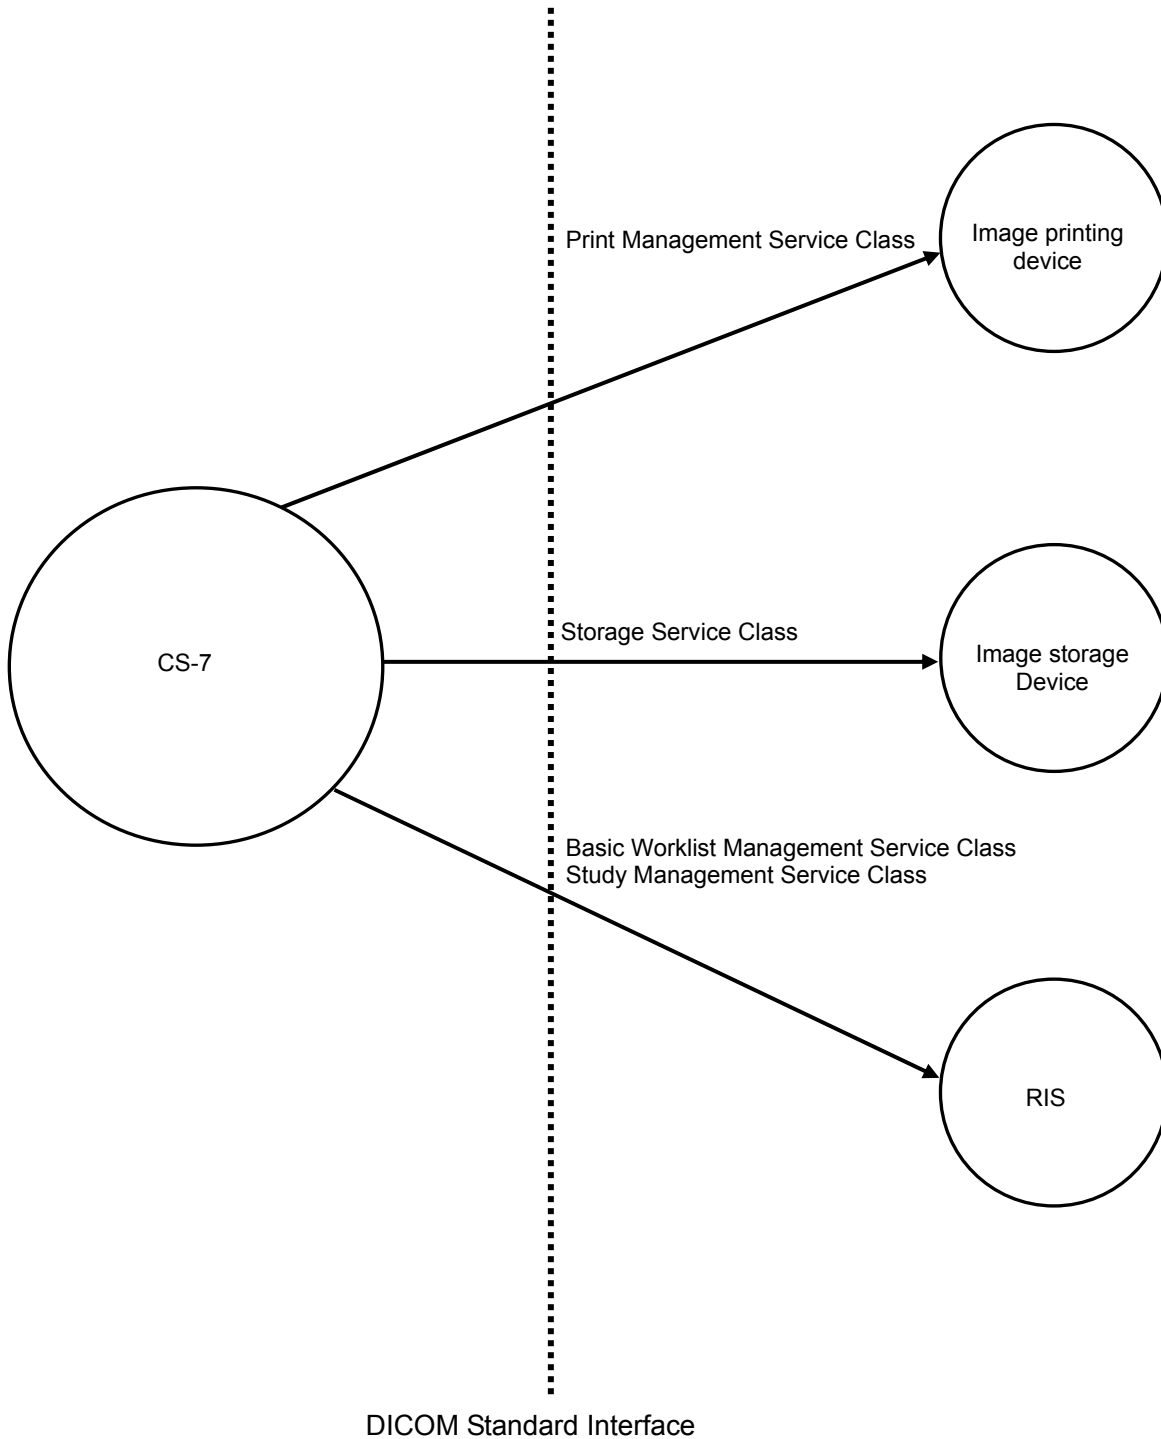 Print Management Service Class
Image printing
device
Storage Service Class
CS-7
Image storage
Device
Basic Worklist Management Service Class
Study Management Service Class
RIS
DICOM Standard Interface